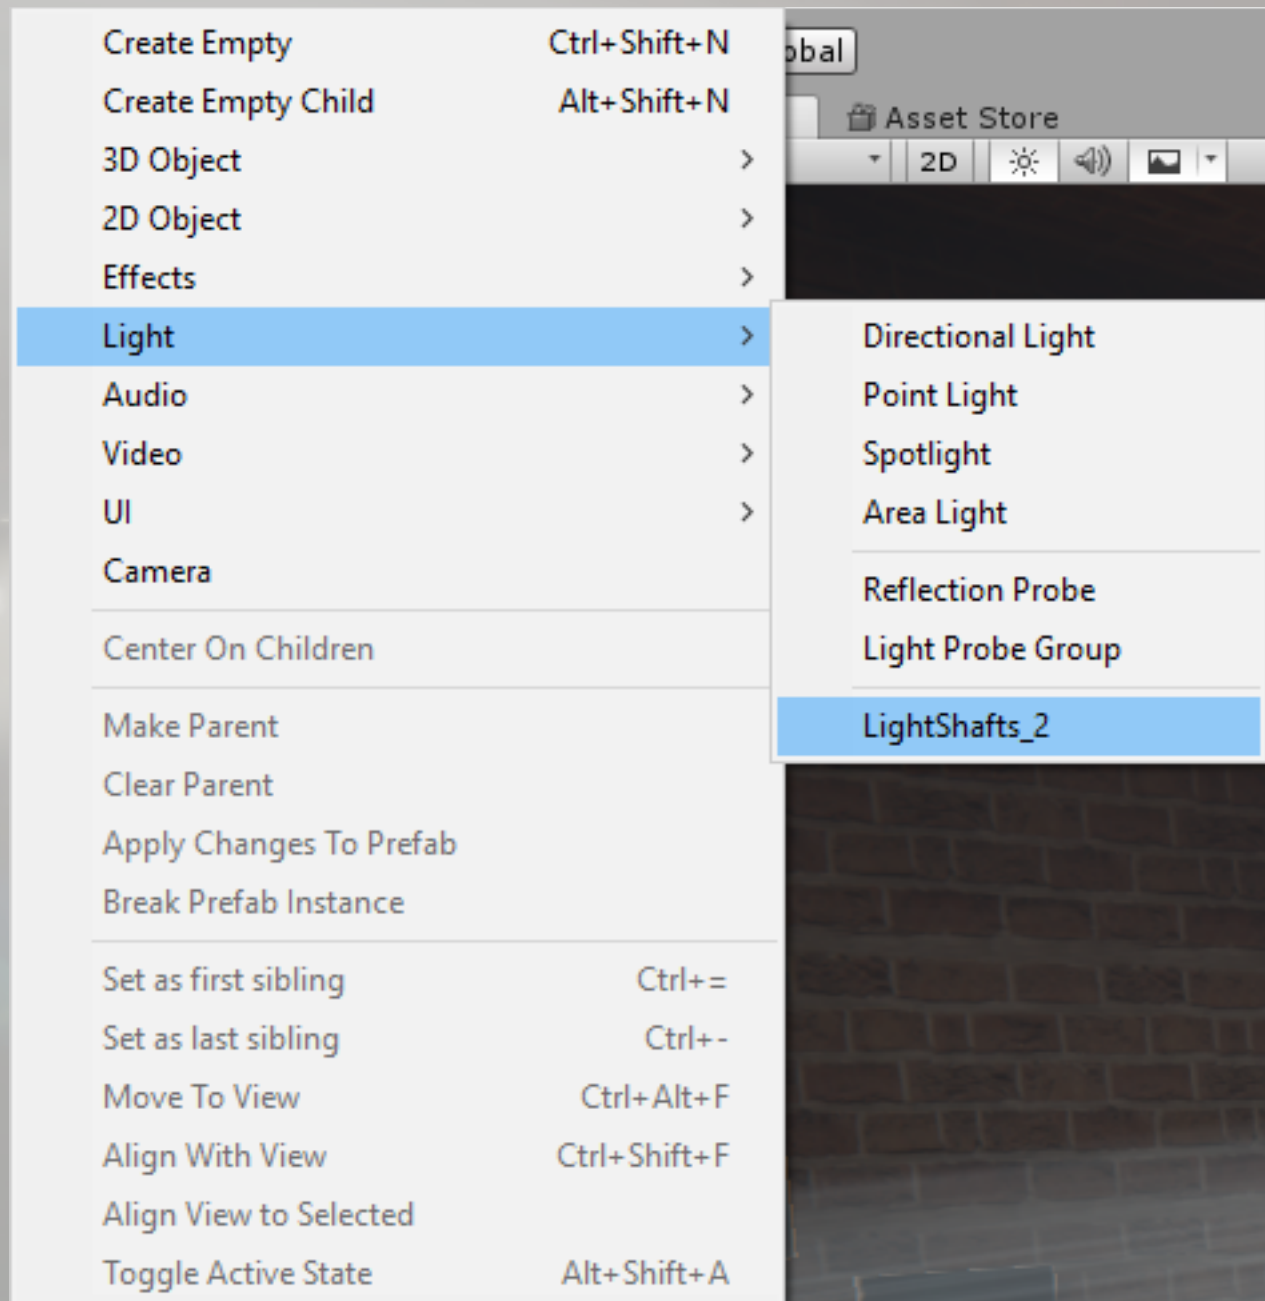 Create Empty Ctrl+Shift+N
Create Empty Child Alt+Shift+N
3D Object
2D Object
Effects
Light
Audio
Video
UI
Camera
Center On Children
Make Parent
Clear Parent
Apply Changes To Prefab
Break Prefab Instance
Set as first sibling Ctrl+=
Set as last sibling Ctrl+-
Move To View Ctrl+Alt+F
Align With View Ctrl+Shift+F
Align View to Selected
Toggle Active State Alt+Shift+A
obal
Asset Store
2D
Directional Light
Point Light
Spotlight
Area Light
Reflection Probe
Light Probe Group
LightShafts_2